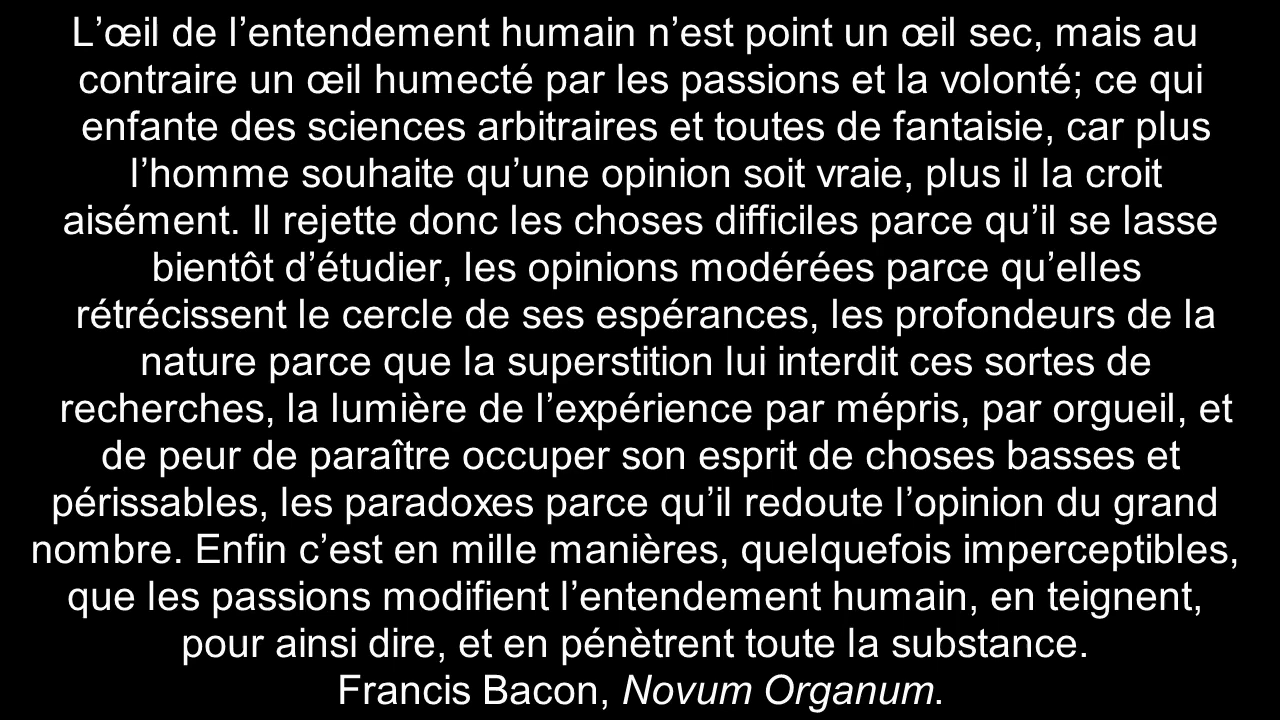 L’œil de l’entendement humain n’est point un œil sec, mais au
contraire un œil humecté par les passions et la volonté; ce qui
enfante des sciences arbitraires et toutes de fantaisie, car plus
l’homme souhaite qu’une opinion soit vraie, plus il la croit
aisément. Il rejette donc les choses difficiles parce qu’il se lasse
bientôt d’étudier, les opinions modérées parce qu’elles
rétrécissent le cercle de ses espérances, les profondeurs de la
nature parce que la superstition lui interdit ces sortes de
recherches, la lumière de l’expérience par mépris, par orgueil, et
de peur de paraître occuper son esprit de choses basses et
périssables, les paradoxes parce qu’il redoute l’opinion du grand
nombre. Enfin c’est en mille manières, quelquefois imperceptibles,
que les passions modifient l’entendement humain, en teignent,
pour ainsi dire, et en pénètrent toute la substance.
Francis Bacon, Novum Organum.